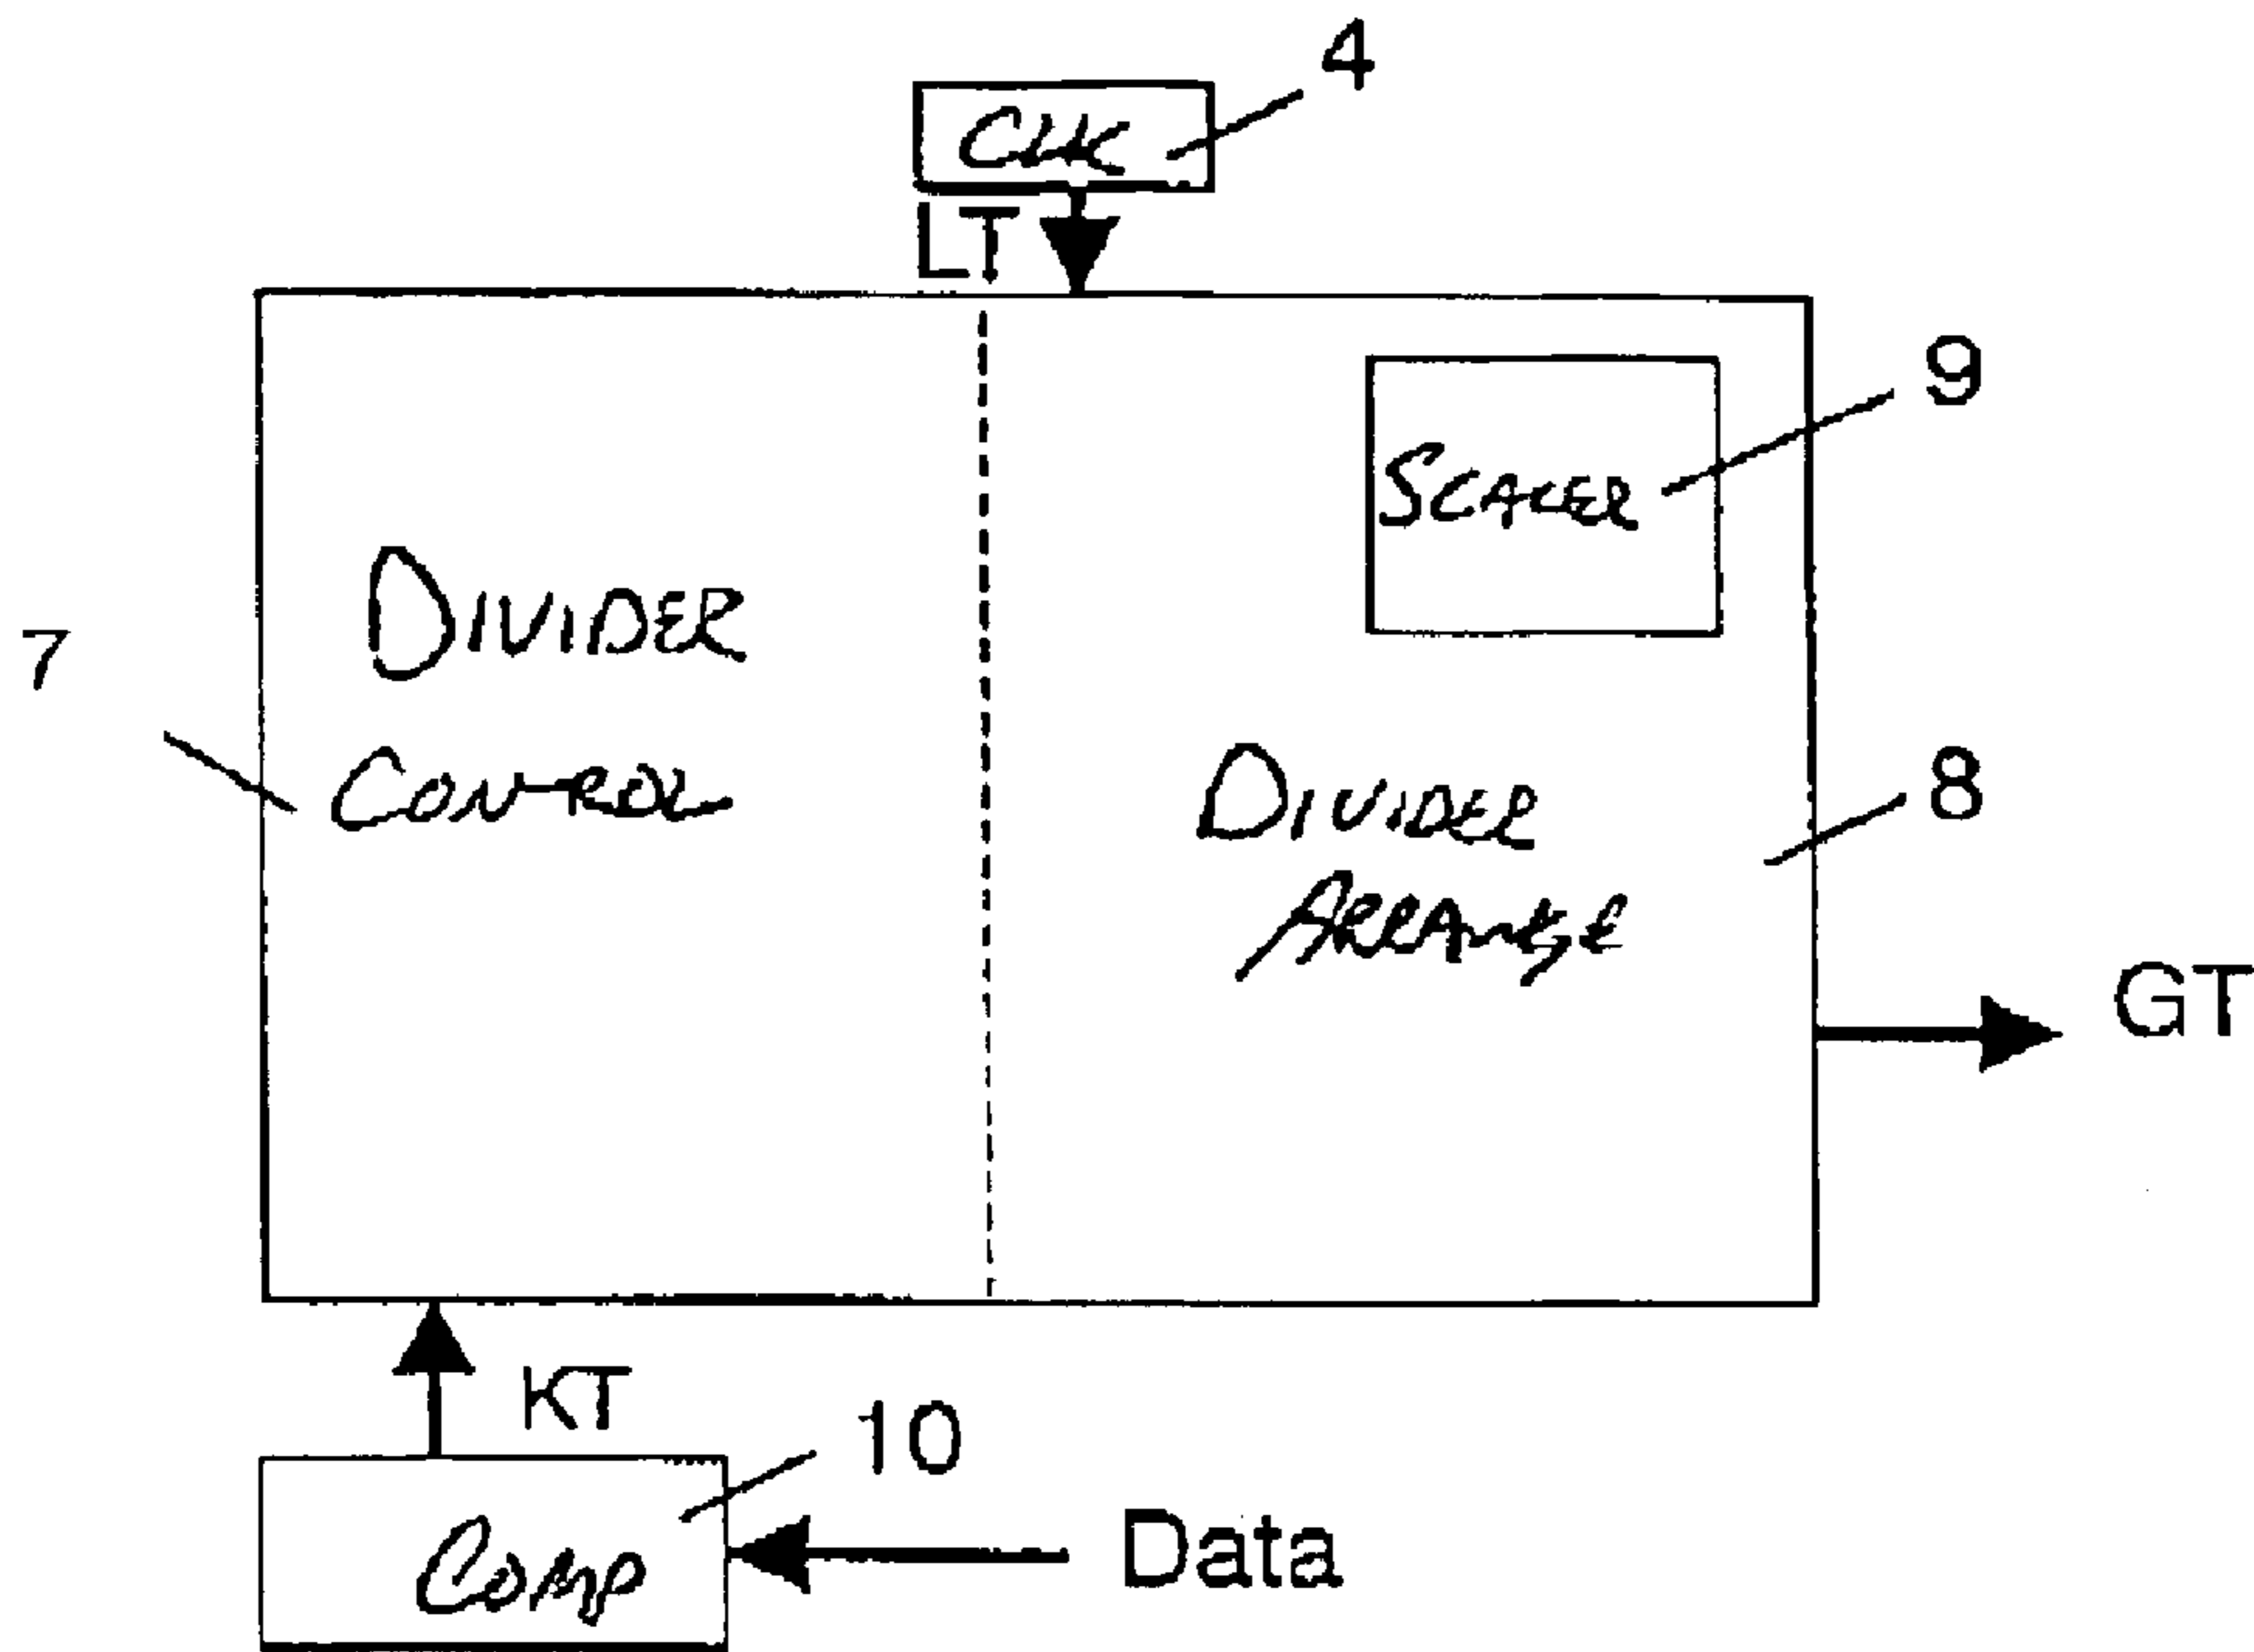 4
CLK
LT
9
SCALER
DIVIDER
7
CONTROL
8
DIVIDER
ARRANGE
GT
KT
10
Data
Comp